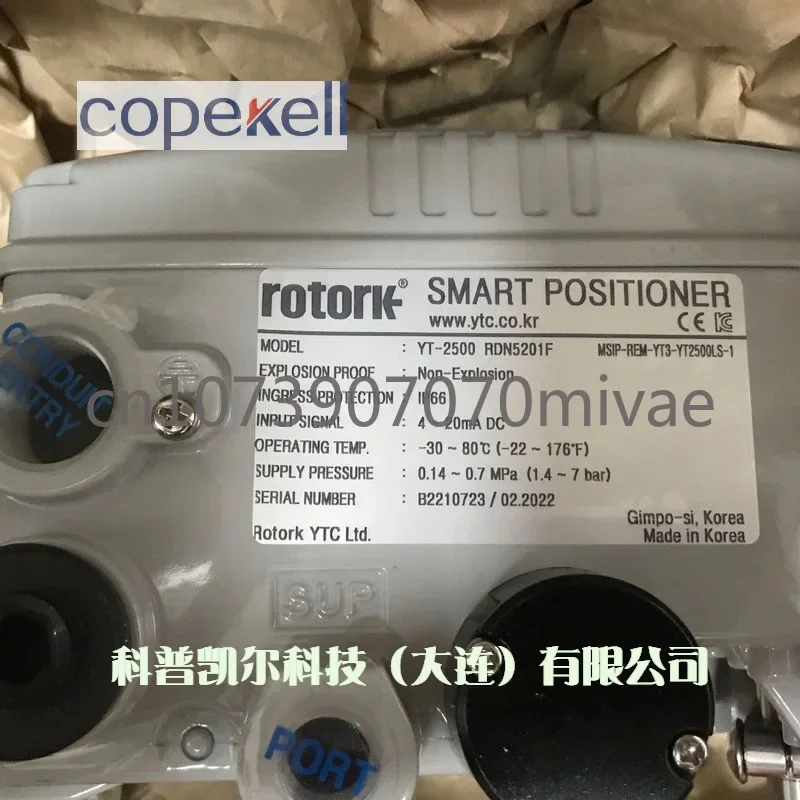 copekell
rotork® SMART POSITIONER
www.ytc.co.kr
CE
MODEL : YT-2500 RDN5201F MSIP-REM-YT3-YT2500LS-1
EXPLOSION PROOF : Non-Explosion
INGRESS PROTECTION : IP66
INPUT SIGNAL : 4 ~ 20mA DC
OPERATING TEMP. : -30 ~ 80℃ (-22 ~ 176°F)
SUPPLY PRESSURE : 0.14 ~ 0.7 MPa (1.4 ~ 7 bar)
SERIAL NUMBER : B2210723 / 02.2022
Rotork YTC Ltd.
Gimpo-si, Korea
Made in Korea
CONDUIT
ENTRY
cn1073907070mivae
SUP
科普凯尔科技（大连）有限公司
PORT